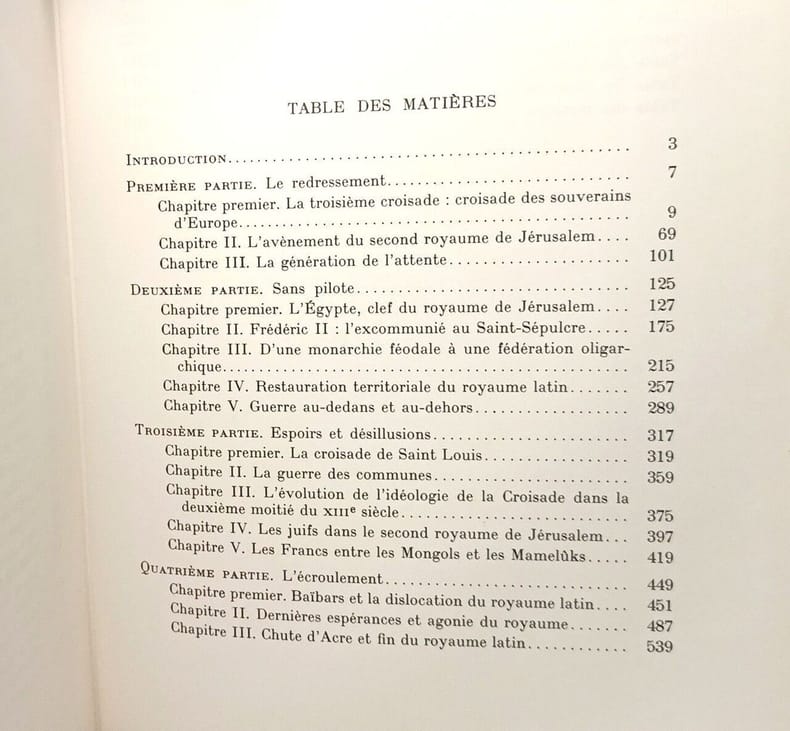 TABLE DES MATIÈRES
INTRODUCTION.................................................. 3
PREMIÈRE PARTIE. Le redressement.............................. 7
Chapitre premier. La troisième croisade : croisade des souverains
d'Europe.................................................. 9
Chapitre II. L'avènement du second royaume de Jérusalem.... 69
Chapitre III. La génération de l'attente...................... 101
DEUXIÈME PARTIE. Sans pilote.................................. 125
Chapitre premier. L'Égypte, clef du royaume de Jérusalem.... 127
Chapitre II. Frédéric II : l'excommunié au Saint-Sépulcre..... 175
Chapitre III. D'une monarchie féodale à une fédération oligar-
chique.................................................. 215
Chapitre IV. Restauration territoriale du royaume latin....... 257
Chapitre V. Guerre au-dedans et au-dehors................... 289
TROISIÈME PARTIE. Espoirs et désillusions........................ 317
Chapitre premier. La croisade de Saint Louis.................. 319
Chapitre II. La guerre des communes........................ 359
Chapitre III. L'évolution de l'idéologie de la Croisade dans la
deuxième moitié du XIIIe siècle............................ 375
Chapitre IV. Les juifs dans le second royaume de Jérusalem... 397
Chapitre V. Les Francs entre les Mongols et les Mamelûks..... 419
QUATRIÈME PARTIE. L'écroulement.............................. 449
Chapitre premier. Baïbars et la dislocation du royaume latin.... 451
Chapitre II. Dernières espérances et agonie du royaume....... 487
Chapitre III. Chute d'Acre et fin du royaume latin............ 539